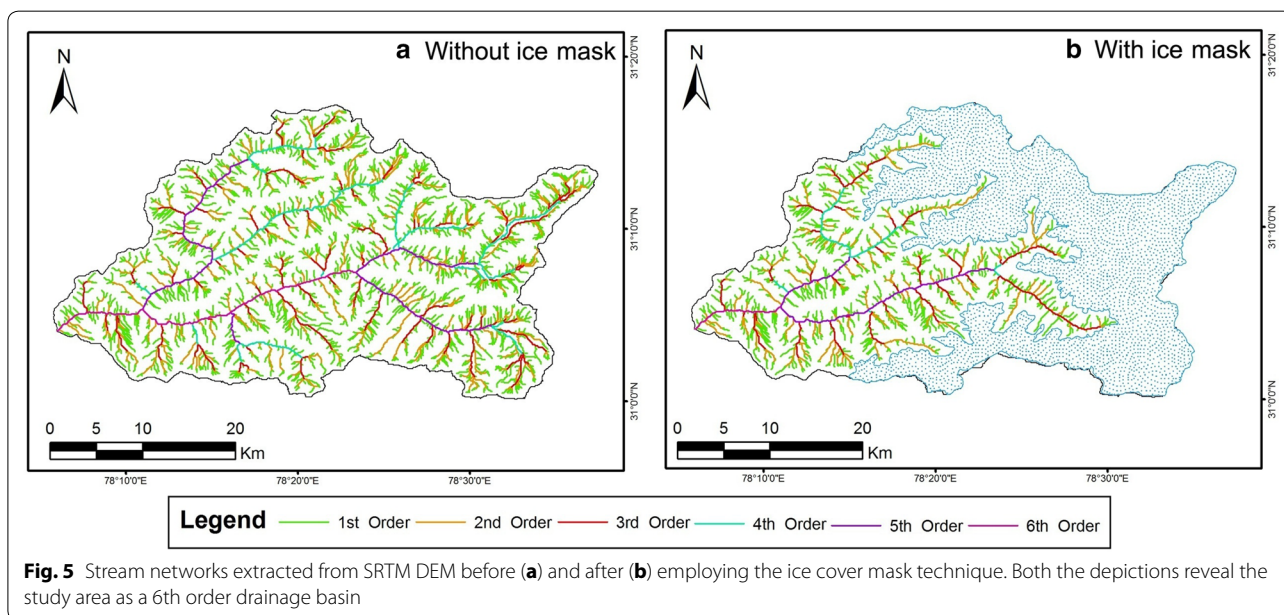 a Without ice mask
N
31°20'0"N
31°10'0"N
31°0'0"N
0 5 10 20
Km
78°10'0"E 78°20'0"E 78°30'0"E
b With ice mask
N
31°20'0"N
31°10'0"N
31°0'0"N
0 5 10 20
Km
78°10'0"E 78°20'0"E 78°30'0"E
Legend 1st Order 2nd Order 3rd Order 4th Order 5th Order 6th Order
Fig. 5 Stream networks extracted from SRTM DEM before (a) and after (b) employing the ice cover mask technique. Both the depictions reveal the
study area as a 6th order drainage basin